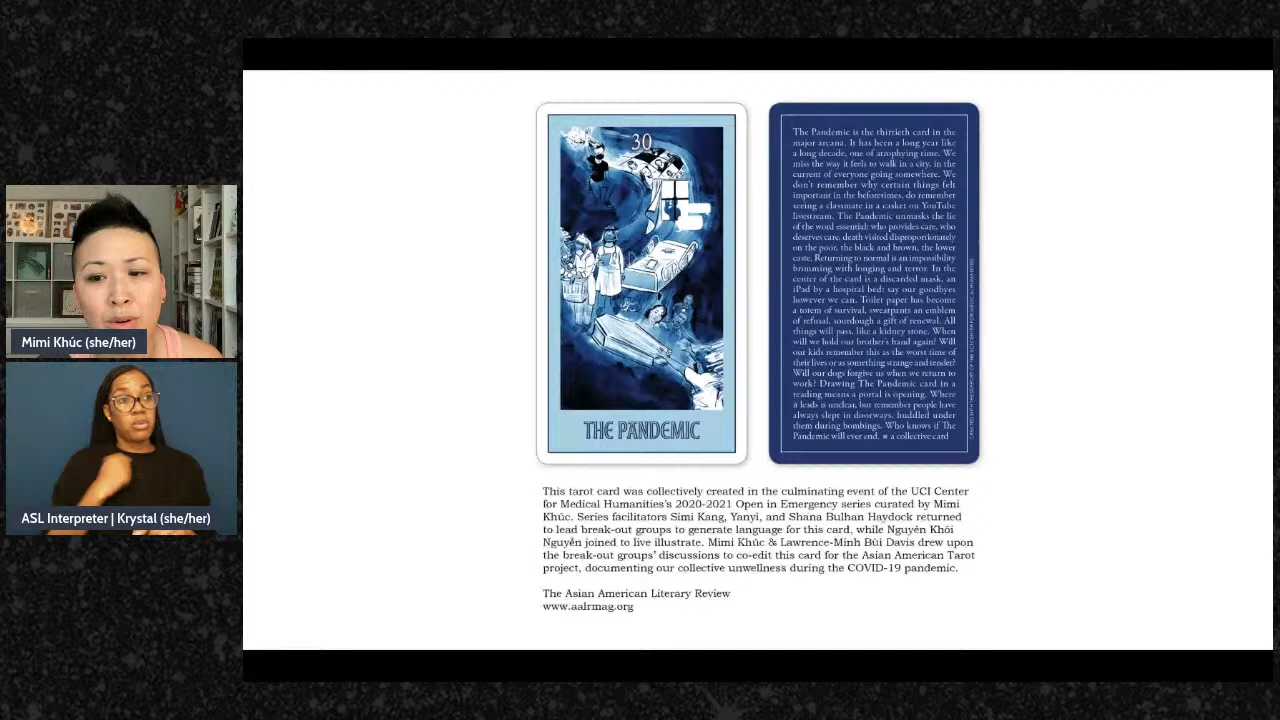 Mimi Khúc (she/her)
ASL Interpreter | Krystal (she/her)
30
THE PANDEMIC
The Pandemic is the thirtieth card in the
major arcana. It has been a long year like
a long decade, one of atrophying time. We
miss the way it feels to walk in a city, in the
current of everyone going somewhere. We
don't remember why certain things felt
important in the beforetimes, do remember
seeing a classmate in a casket on YouTube
livestream. The Pandemic unmasks the lie
of the word essential: who provides care, who
deserves care, death visited disproportionately
on the poor, the black and brown, the lower
caste. Returning to normal is an impossibility
brimming with longing and terror. In the
center of the card is a discarded mask, an
iPad by a hospital bed: say our goodbyes
however we can. Toilet paper has become
a totem of survival, sweatpants an emblem
of refusal, sourdough a gift of renewal. All
things will pass, like a kidney stone. When
will we hold our brother's hand again? Will
our kids remember this as the worst time of
their lives or as something strange and tender?
Will our dogs forgive us when we return to
work? Drawing The Pandemic card in a
reading means a portal is opening. Where
it leads is unclear, but remember people have
always slept in doorways, huddled under
them during bombings. Who knows if The
Pandemic will ever end. a collective card
CREATED WITH THE SUPPORT OF THE UCI CENTER FOR MEDICAL HUMANITIES
This tarot card was collectively created in the culminating event of the UCI Center
for Medical Humanities's 2020-2021 Open in Emergency series curated by Mimi
Khúc. Series facilitators Simi Kang, Yanyi, and Shana Bulhan Haydock returned
to lead break-out groups to generate language for this card, while Nguyên Khôi
Nguyễn joined to live illustrate. Mimi Khúc & Lawrence-Minh Bùi Davis drew upon
the break-out groups' discussions to co-edit this card for the Asian American Tarot
project, documenting our collective unwellness during the COVID-19 pandemic.
The Asian American Literary Review
www.aalrmag.org